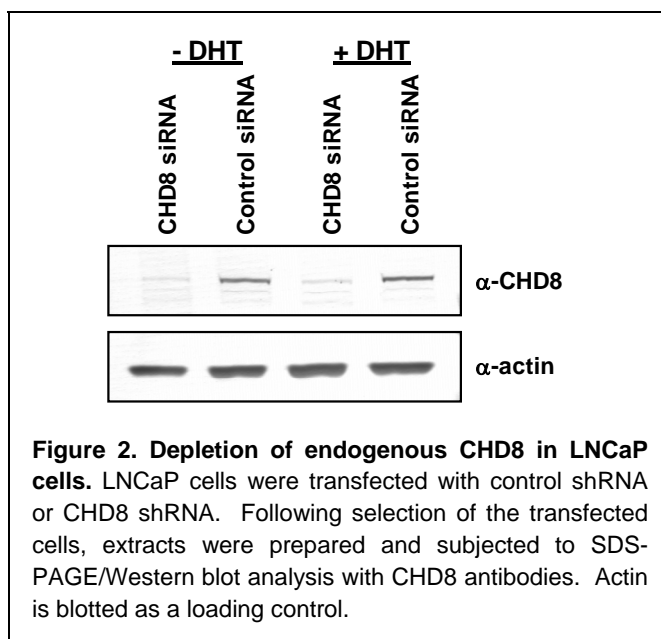 - DHT + DHT
CHD8 siRNA
Control siRNA
CHD8 siRNA
Control siRNA
α-CHD8
α-actin
Figure 2. Depletion of endogenous CHD8 in LNCaP
cells. LNCaP cells were transfected with control shRNA
or CHD8 shRNA. Following selection of the transfected
cells, extracts were prepared and subjected to SDS-
PAGE/Western blot analysis with CHD8 antibodies. Actin
is blotted as a loading control.